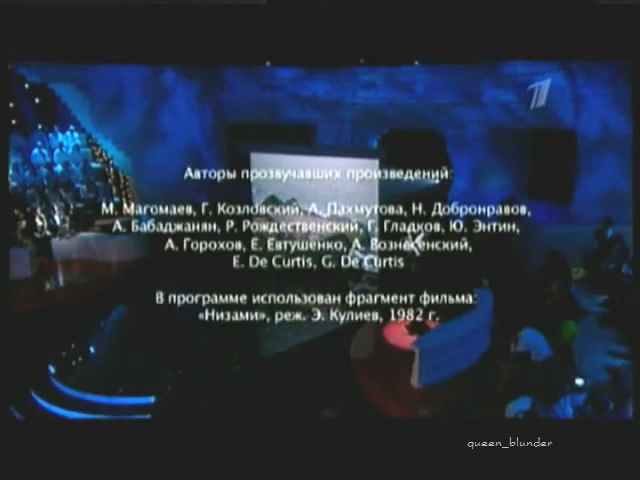 Авторы прозвучавших произведений:
М. Магомаев, Г. Козловский, А. Пахмутова, Н. Добронравов,
А. Бабаджанян, Р. Рождественский, Г. Гладков, Ю. Энтин,
А. Горохов, Е. Евтушенко, А. Вознесенский,
E. De Curtis, G. De Curtis
В программе использован фрагмент фильма:
«Низами», реж. Э. Кулиев, 1982 г.
queen_blunder